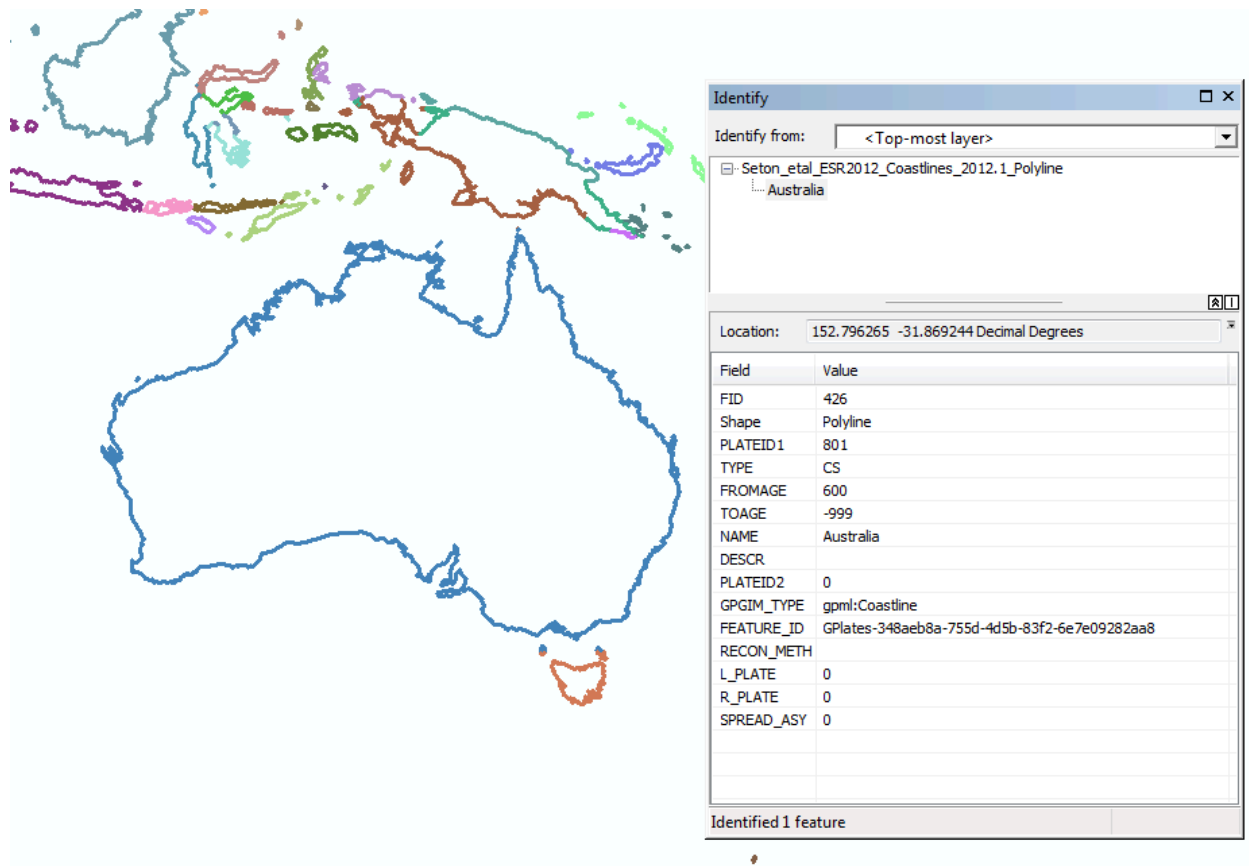 Identify
Identify from: <Top-most layer>
Seton_etal_ESR2012_Coastlines_2012.1_Polyline
Australia
Location: 152.796265 -31.869244 Decimal Degrees
Field Value
FID 426
Shape Polyline
PLATEID1 801
TYPE CS
FROMAGE 600
TOAGE -999
NAME Australia
DESCR
PLATEID2 0
GPGIM_TYPE gpml:Coastline
FEATURE_ID GPlates-348aeb8a-755d-4d5b-83f2-6e7e09282aa8
RECON_METH
L_PLATE 0
R_PLATE 0
SPREAD_ASY 0
Identified 1 feature